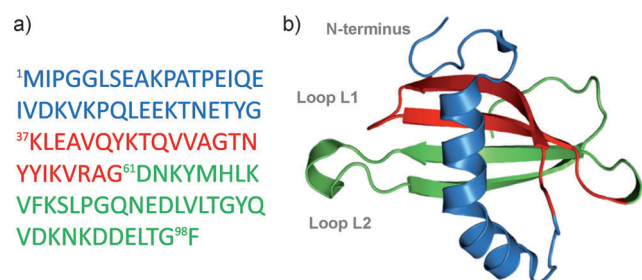 a)
¹MIPGGLSEAKPATPEIQE
IVDKVKPQLEEKTNETYG
³⁷KLEAVQYKTQVVAGTN
YYIKVRAG⁶¹DNKYMHLK
VFKSLPGQNEDLVLTGYQ
VDKNKDDELTG⁹⁸F
b)
N-terminus
Loop L1
Loop L2